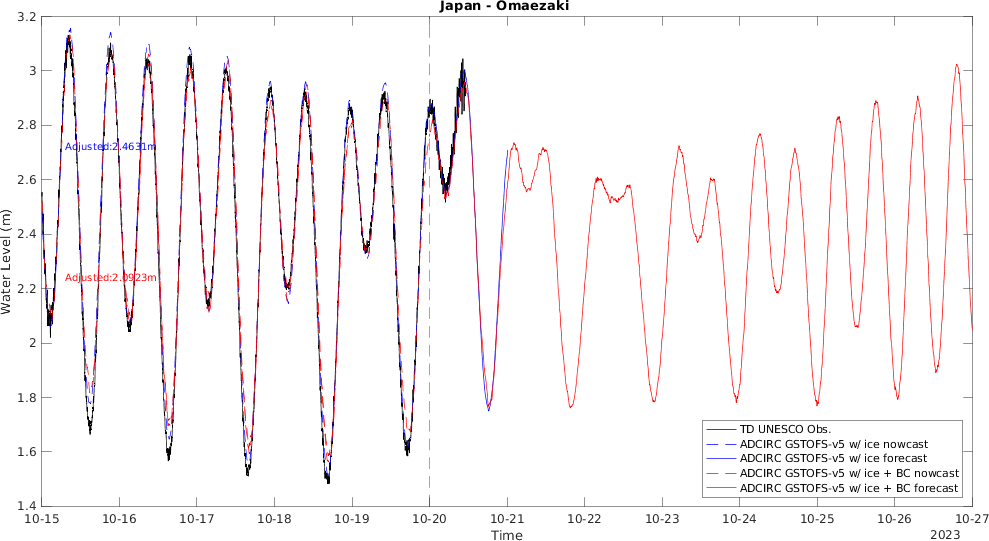 Japan - Omaezaki
3.2
3
2.8
2.6
2.4
2.2
2
1.8
1.6
1.4
Water Level (m)
Adjusted:2.4631m
Adjusted:2.0923m
TD UNESCO Obs.
ADCIRC GSTOFS-v5 w/ ice nowcast
ADCIRC GSTOFS-v5 w/ ice forecast
ADCIRC GSTOFS-v5 w/ ice + BC nowcast
ADCIRC GSTOFS-v5 w/ ice + BC forecast
10-15 10-16 10-17 10-18 10-19 10-20 10-21 10-22 10-23 10-24 10-25 10-26 10-27
Time
2023